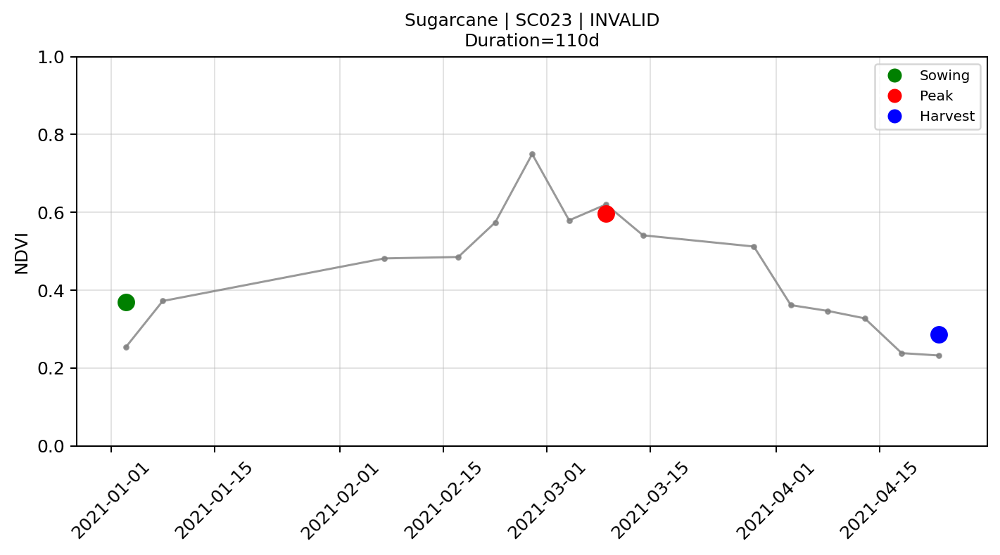 Sugarcane | SC023 | INVALID
Duration=110d
1.0
0.8
0.6
0.4
0.2
0.0
NDVI
Sowing
Peak
Harvest
2021-01-01
2021-01-15
2021-02-01
2021-02-15
2021-03-01
2021-03-15
2021-04-01
2021-04-15